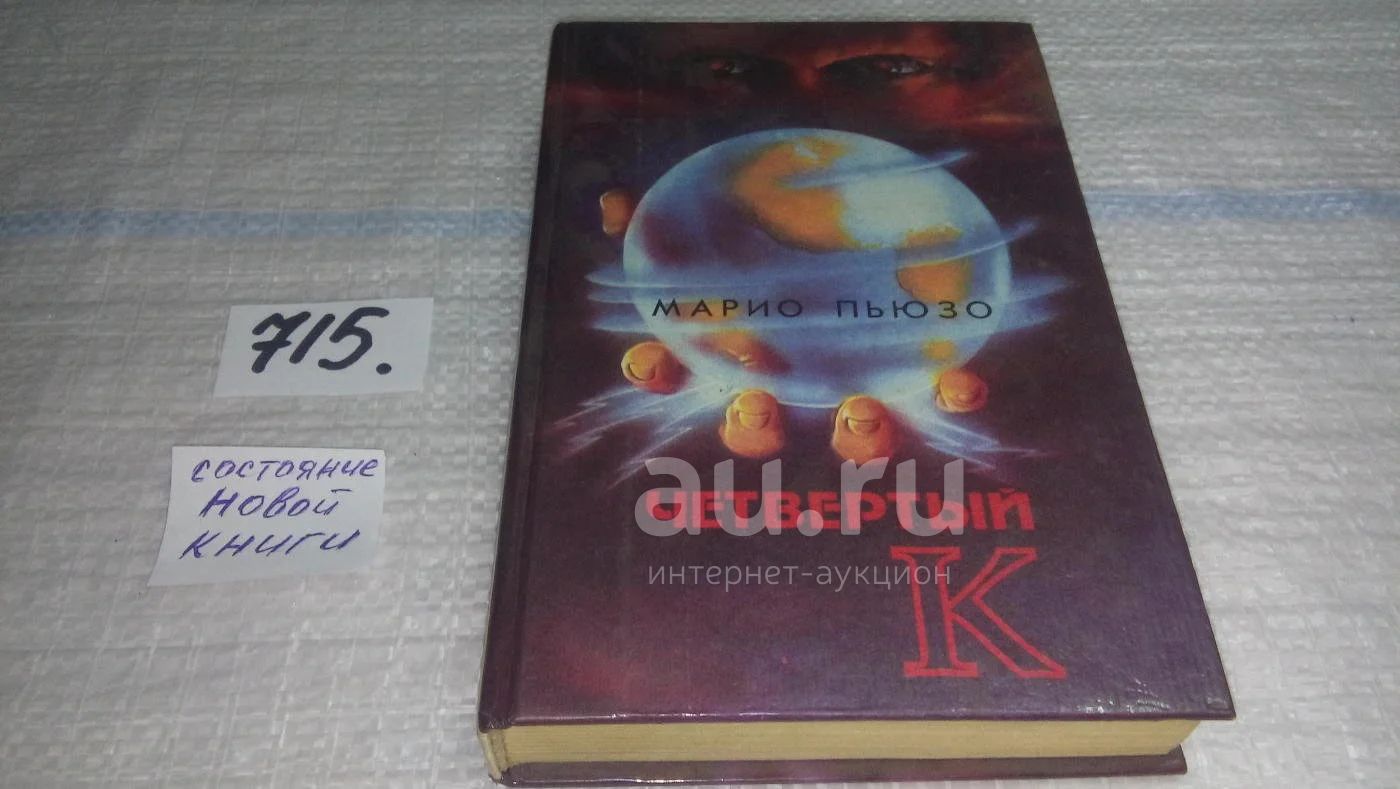 715.
состояние
новой
книги
МАРИО ПЬЮЗО
ЧЕТВЕРТЫЙ
К
au.ru
интернет-аукцион